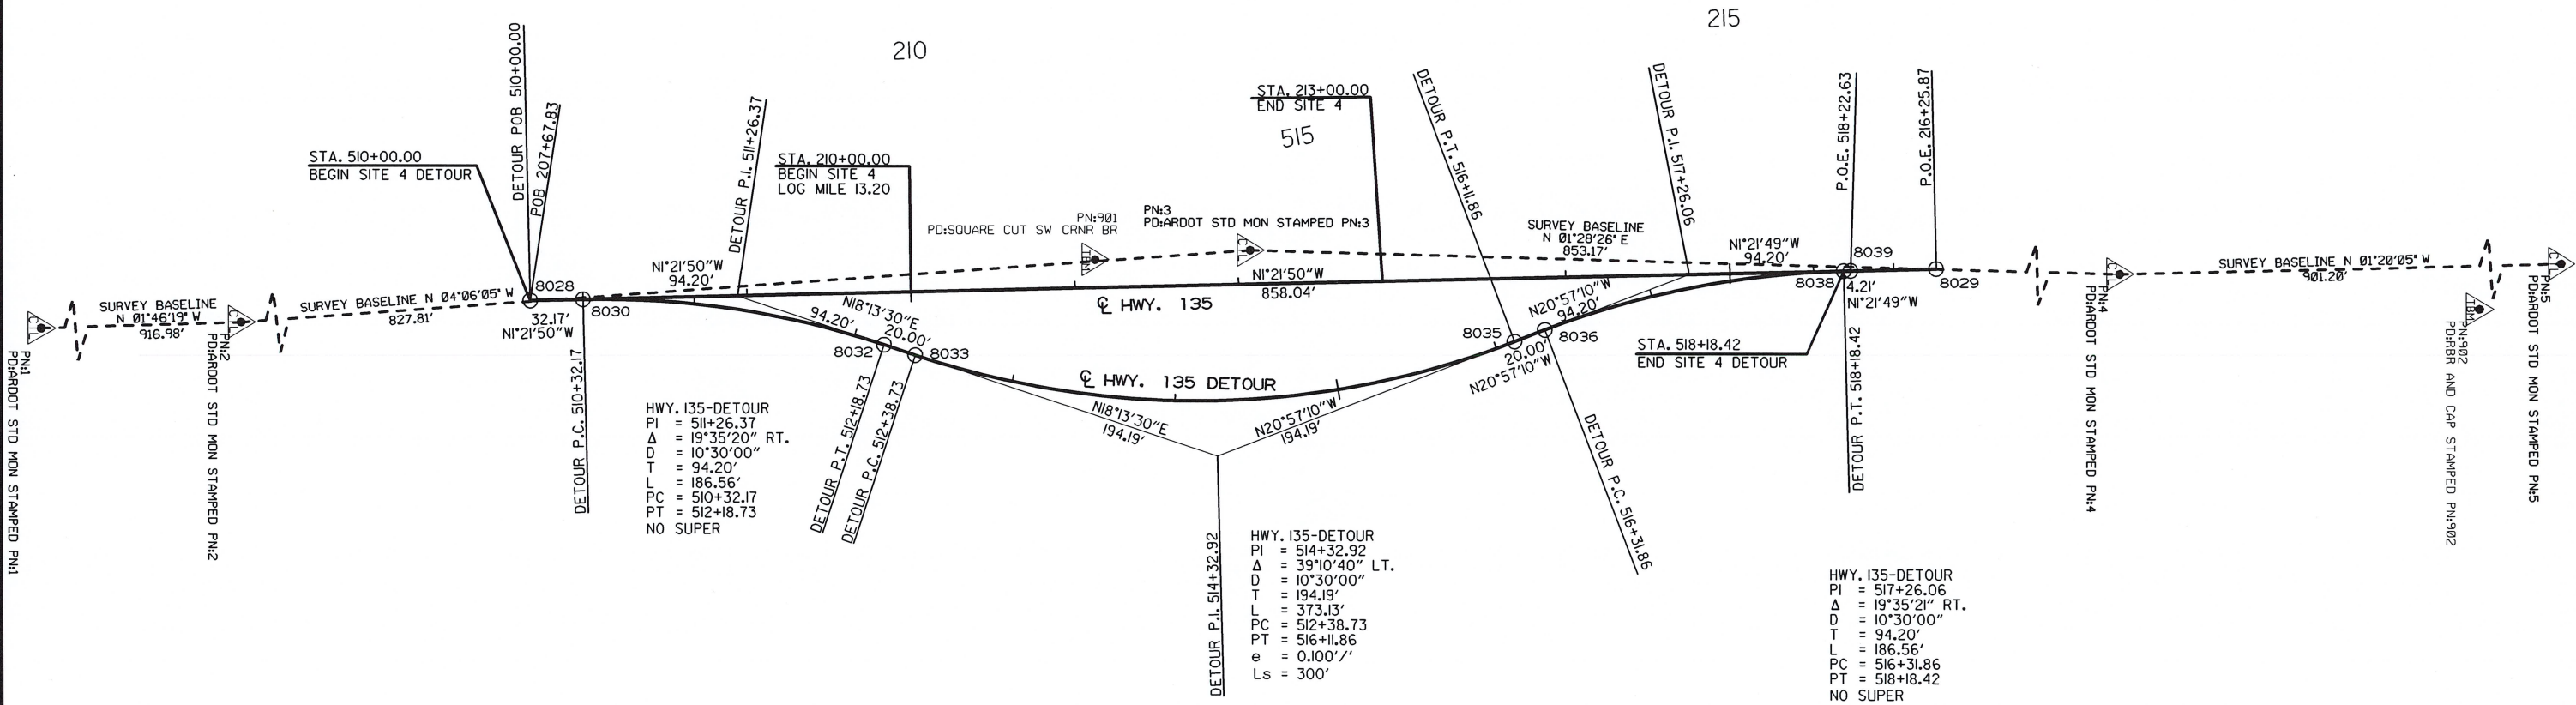 210
215
DETOUR POB 510+00.00
POB 207+67.83
STA. 510+00.00
BEGIN SITE 4 DETOUR
DETOUR P.I. 511+26.37
STA. 210+00.00
BEGIN SITE 4
LOG MILE 13.20
STA. 213+00.00
END SITE 4
515
DETOUR P.T. 516+11.86
DETOUR P.I. 517+26.06
P.O.E. 518+22.63
P.O.E. 216+25.87
PN:901
PD:SQUARE CUT SW CRNR BR
TBM
PN:3
PD:ARDOT STD MON STAMPED PN:3
CTL
SURVEY BASELINE
N 01°28'26" E
853.17'
N1°21'49"W
94.20'
8039
8038
4.21'
N1°21'49"W
8029
SURVEY BASELINE
N 01°46'19" W
916.98'
CTL
PN:1
PD:ARDOT STD MON STAMPED PN:1
CTL
PN:2
PD:ARDOT STD MON STAMPED PN:2
SURVEY BASELINE N 04°06'05" W
827.81'
8028
32.17'
N1°21'50"W
8030
N1°21'50"W
94.20'
N1°21'50"W
858.04'
℄ HWY. 135
N18°13'30"E
94.20'
20.00'
8032
8033
℄ HWY. 135 DETOUR
N18°13'30"E
194.19'
N20°57'10"W
194.19'
8035
8036
20.00'
N20°57'10"W
N20°57'10"W
94.20'
STA. 518+18.42
END SITE 4 DETOUR
CTL
PN:4
PD:ARDOT STD MON STAMPED PN:4
SURVEY BASELINE N 01°20'05" W
901.20'
TBM
PN:902
PD:RBR AND CAP STAMPED PN:902
CTL
PN:5
PD:ARDOT STD MON STAMPED PN:5
DETOUR P.C. 510+32.17
DETOUR P.T. 512+18.73
DETOUR P.C. 512+38.73
DETOUR P.I. 514+32.92
DETOUR P.C. 516+31.86
DETOUR P.T. 518+18.42
HWY. 135-DETOUR
PI = 511+26.37
Δ = 19°35'20" RT.
D = 10°30'00"
T = 94.20'
L = 186.56'
PC = 510+32.17
PT = 512+18.73
NO SUPER
HWY. 135-DETOUR
PI = 514+32.92
Δ = 39°10'40" LT.
D = 10°30'00"
T = 194.19'
L = 373.13'
PC = 512+38.73
PT = 516+11.86
e = 0.100'/'
Ls = 300'
HWY. 135-DETOUR
PI = 517+26.06
Δ = 19°35'21" RT.
D = 10°30'00"
T = 94.20'
L = 186.56'
PC = 516+31.86
PT = 518+18.42
NO SUPER